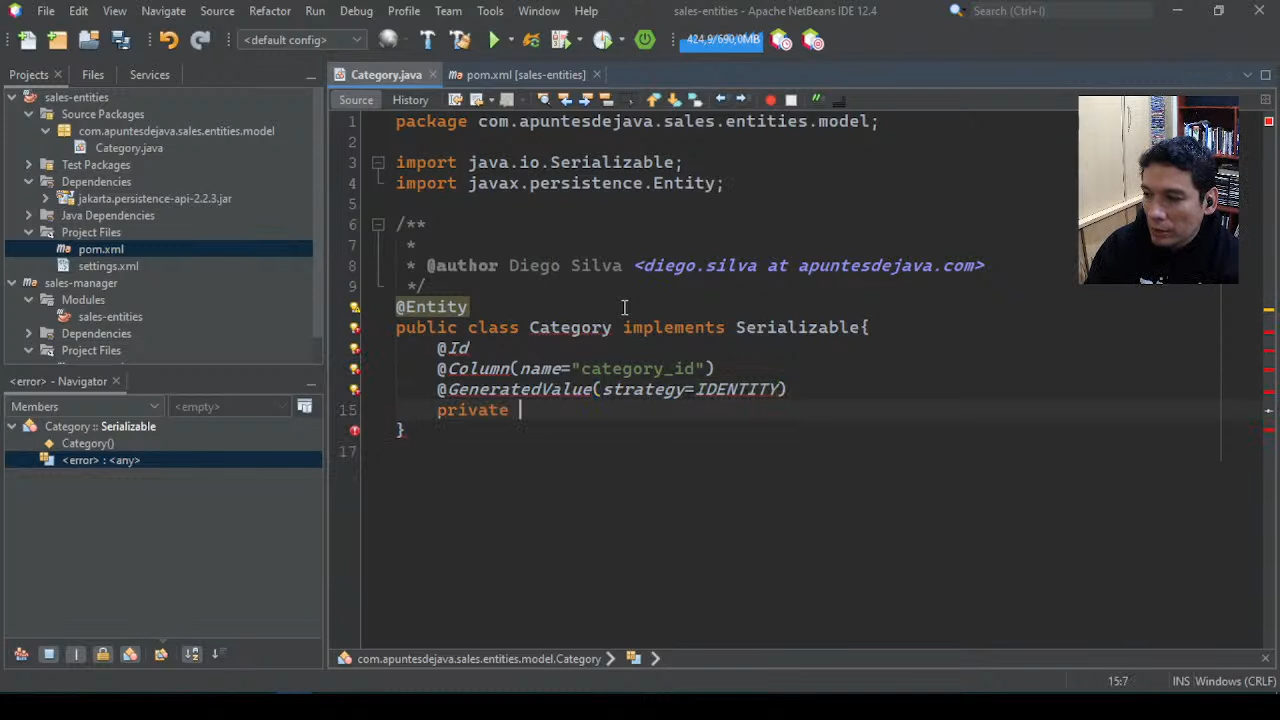 File Edit View Navigate Source Refactor Run Debug Profile Team Tools Window Help
sales-entities - Apache NetBeans IDE 12.4
Search (Ctrl+I)
<default config>
424,9/690,0MB
Projects Files Services
Category.java pom.xml [sales-entities]
Source History
sales-entities
Source Packages
com.apuntesdejava.sales.entities.model
Category.java
Test Packages
Dependencies
jakarta.persistence-api-2.2.3.jar
Java Dependencies
Project Files
pom.xml
settings.xml
sales-manager
Modules
sales-entities
Dependencies
Project Files
<error> - Navigator
Members <empty>
Category :: Serializable
Category()
<error> : <any>
1 package com.apuntesdejava.sales.entities.model;
2
3 import java.io.Serializable;
4 import javax.persistence.Entity;
5
6 /**
7 *
8 * @author Diego Silva <diego.silva at apuntesdejava.com>
9 */
@Entity
public class Category implements Serializable{
@Id
@Column(name="category_id")
@GeneratedValue(strategy=IDENTITY)
15 private
}
17
com.apuntesdejava.sales.entities.model.Category
15:7 INS Windows (CRLF)